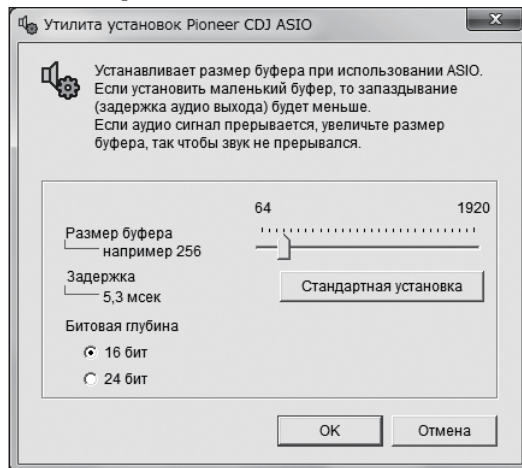 Утилита установок Pioneer CDJ ASIO
Устанавливает размер буфера при использовании ASIO.
Если установить маленький буфер, то запаздывание
(задержка аудио выхода) будет меньше.
Если аудио сигнал прерывается, увеличьте размер
буфера, так чтобы звук не прерывался.
64 1920
Размер буфера
например 256
Задержка
5,3 мсек
Стандартная установка
Битовая глубина
16 бит
24 бит
OK Отмена